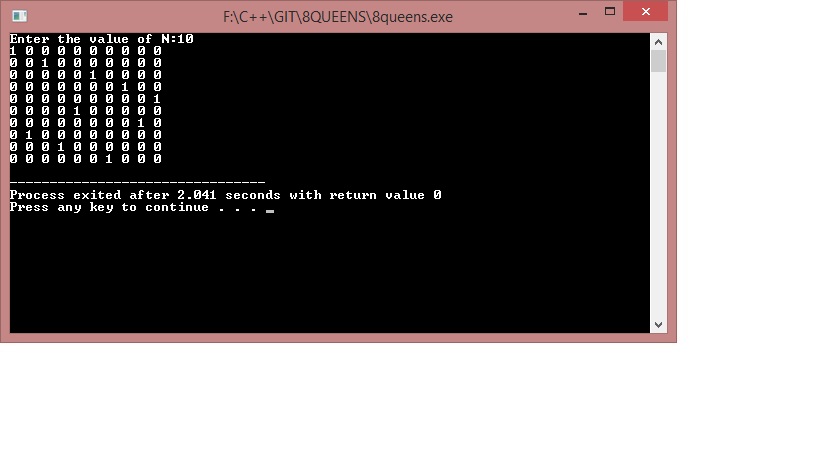 F:\C++\GIT\8QUEENS\8queens.exe
Enter the value of N:10
1 0 0 0 0 0 0 0 0 0
0 0 1 0 0 0 0 0 0 0
0 0 0 0 0 1 0 0 0 0
0 0 0 0 0 0 0 1 0 0
0 0 0 0 0 0 0 0 0 1
0 0 0 0 1 0 0 0 0 0
0 0 0 0 0 0 0 0 1 0
0 1 0 0 0 0 0 0 0 0
0 0 0 1 0 0 0 0 0 0
0 0 0 0 0 0 1 0 0 0
--------------------------------
Process exited after 2.041 seconds with return value 0
Press any key to continue . . . _